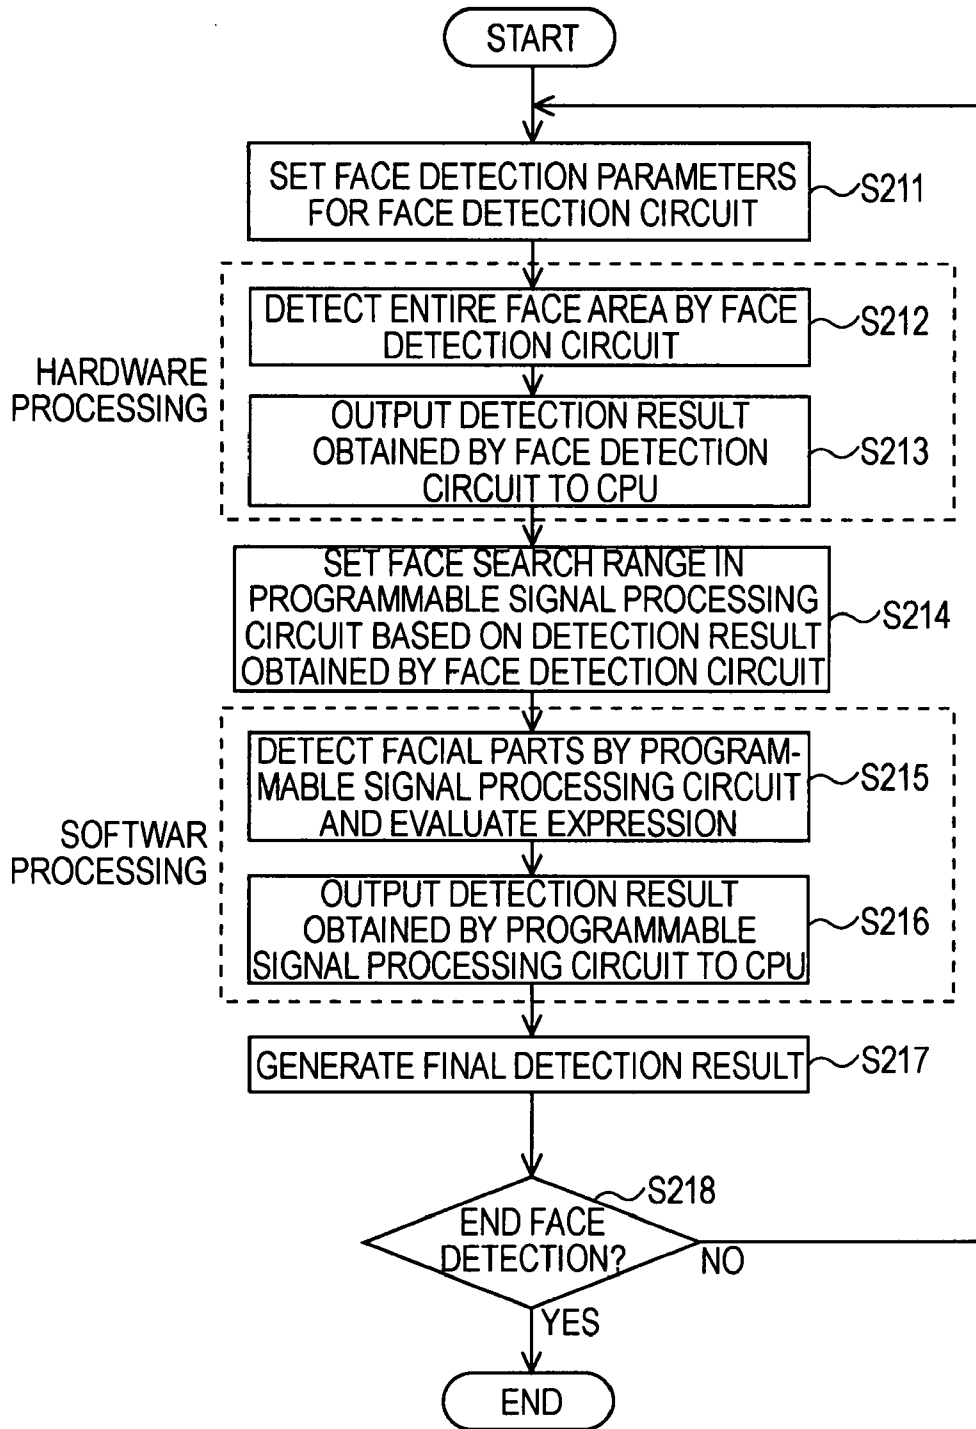 START
SET FACE DETECTION PARAMETERS
FOR FACE DETECTION CIRCUIT
S211
DETECT ENTIRE FACE AREA BY FACE
DETECTION CIRCUIT
S212
HARDWARE
PROCESSING
OUTPUT DETECTION RESULT
OBTAINED BY FACE DETECTION
CIRCUIT TO CPU
S213
SET FACE SEARCH RANGE IN
PROGRAMMABLE SIGNAL PROCESSING
CIRCUIT BASED ON DETECTION RESULT
OBTAINED BY FACE DETECTION CIRCUIT
S214
DETECT FACIAL PARTS BY PROGRAM-
MABLE SIGNAL PROCESSING CIRCUIT
AND EVALUATE EXPRESSION
S215
SOFTWAR
PROCESSING
OUTPUT DETECTION RESULT
OBTAINED BY PROGRAMMABLE
SIGNAL PROCESSING CIRCUIT TO CPU
S216
GENERATE FINAL DETECTION RESULT
S217
S218
END FACE
DETECTION?
NO
YES
END